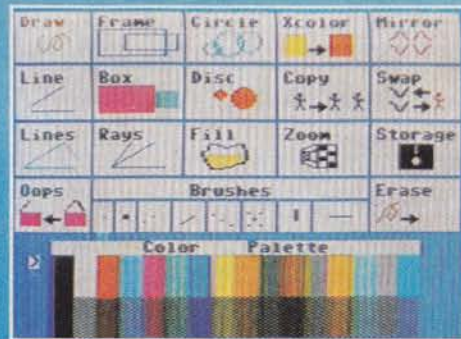 Draw Frame Circle Xcolor Mirror
Line Box Disc Copy Swap
Lines Rays Fill Zoom Storage
Oops Brushes Erase
Color Palette